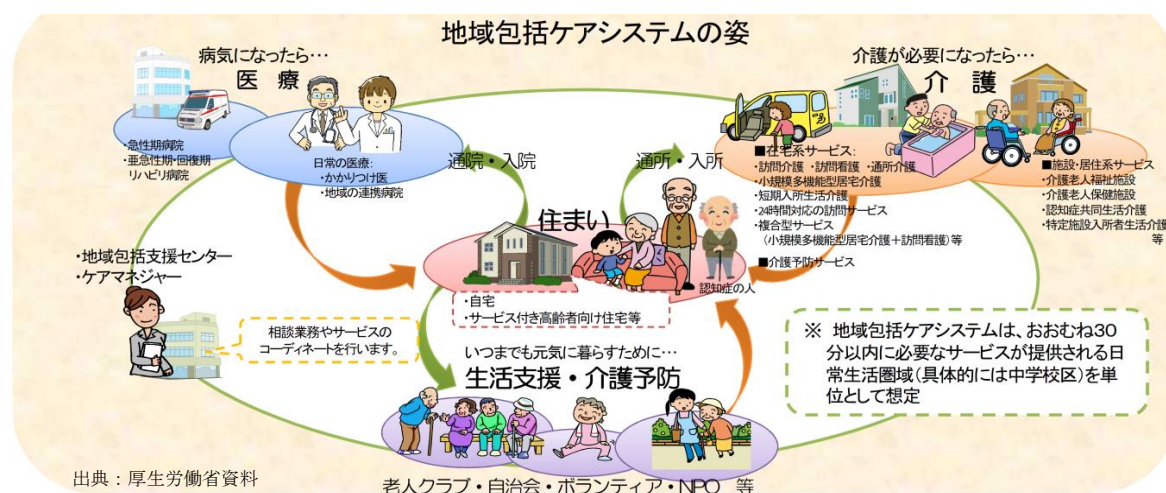 地域包括ケアシステムの姿
病気になったら…
医 療
・急性期病院
・亜急性期・回復期
リハビリ病院
日常の医療:
・かかりつけ医
・地域の連携病院
通院・入院
通所・入所
介護が必要になったら…
介 護
■在宅系サービス:
・訪問介護 ・訪問看護 ・通所介護
・小規模多機能型居宅介護
・短期入所生活介護
・24時間対応の訪問サービス
・複合型サービス
(小規模多機能型居宅介護+訪問看護)等
■介護予防サービス
■施設・居住系サービス
・介護老人福祉施設
・介護老人保健施設
・認知症共同生活介護
・特定施設入所者生活介護
等
住まい
認知症の人
・自宅
・サービス付き高齢者向け住宅等
・地域包括支援センター
・ケアマネジャー
相談業務やサービスの
コーディネートを行います。
いつまでも元気に暮らすために…
生活支援・介護予防
老人クラブ・自治会・ボランティア・NPO 等
※ 地域包括ケアシステムは、おおむね30
分以内に必要なサービスが提供される日
常生活圏域(具体的には中学校区)を単
位として想定
出典:厚生労働省資料